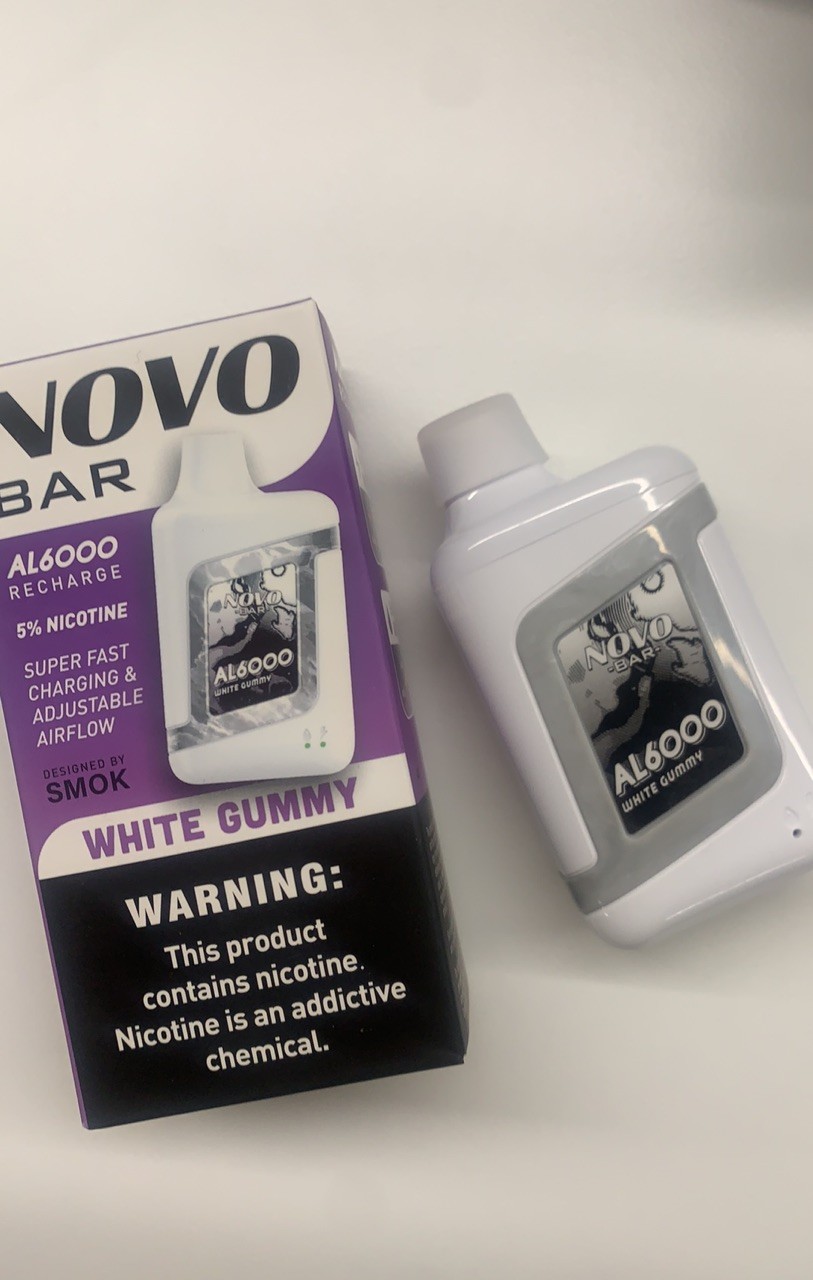 NOVO
BAR
AL6000
RECHARGE
5% NICOTINE
SUPER FAST
CHARGING &
ADJUSTABLE
AIRFLOW
DESIGNED BY
SMOK
NOVO
BAR
AL6000
WHITE GUMMY
WHITE GUMMY
WARNING:
This product
contains nicotine.
Nicotine is an addictive
chemical.
NOVO
-BAR-
AL6000
WHITE GUMMY